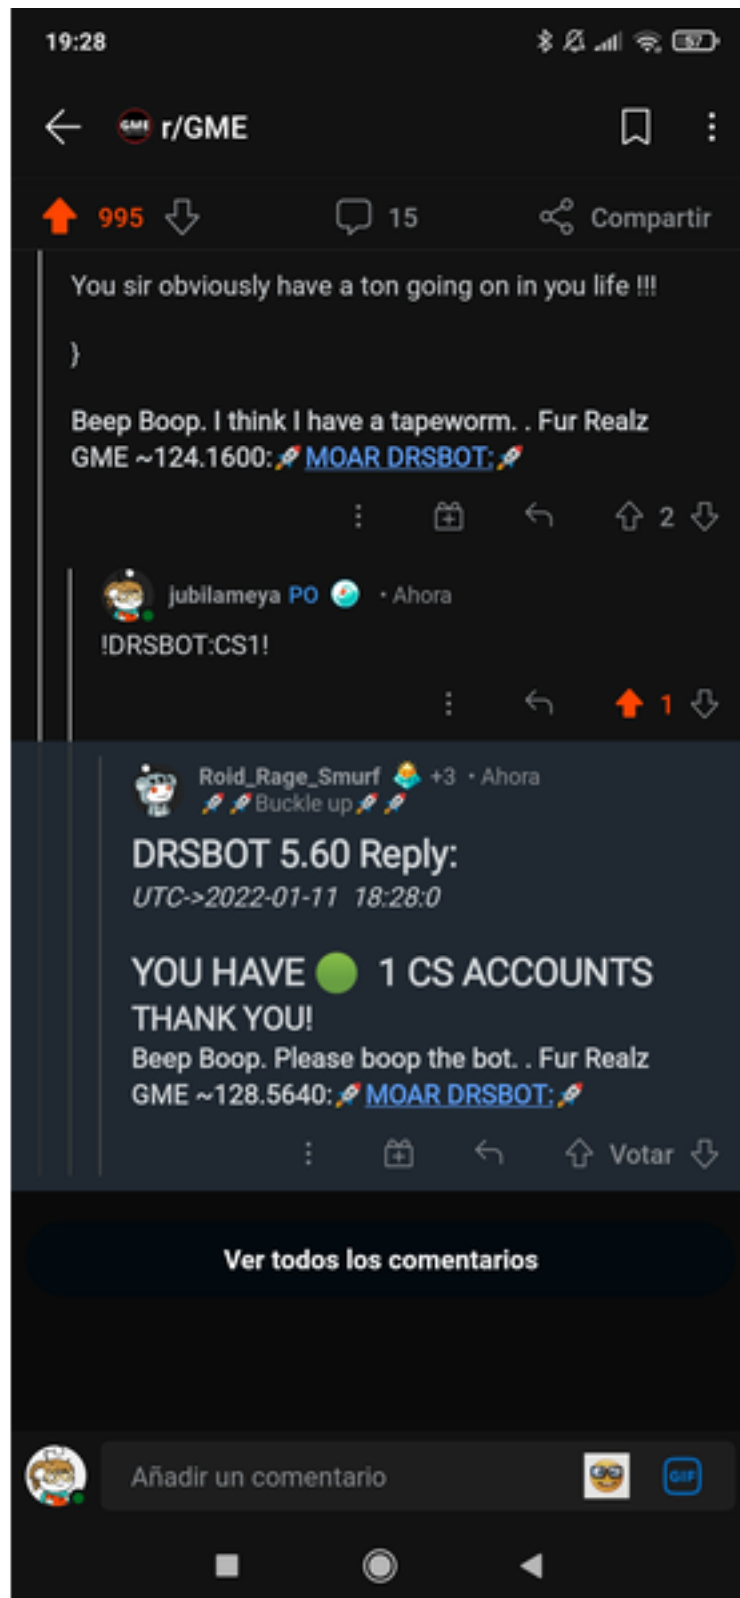 19:28
57
GME r/GME
995
15
Compartir
You sir obviously have a ton going on in you life !!!
}
Beep Boop. I think I have a tapeworm. . Fur Realz
GME ~124.1600:🚀MOAR DRSBOT:🚀
2
jubilameya PO • Ahora
!DRSBOT:CS1!
1
Roid_Rage_Smurf +3 • Ahora
🚀🚀Buckle up🚀🚀
DRSBOT 5.60 Reply:
UTC->2022-01-11 18:28:0
YOU HAVE 🟢 1 CS ACCOUNTS
THANK YOU!
Beep Boop. Please boop the bot. . Fur Realz
GME ~128.5640:🚀MOAR DRSBOT:🚀
Votar
Ver todos los comentarios
Añadir un comentario
GIF